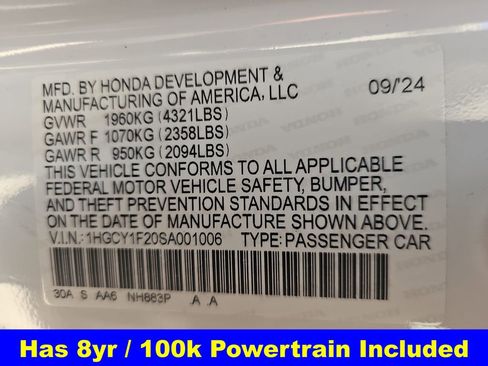 MFD. BY HONDA DEVELOPMENT &
MANUFACTURING OF AMERICA, LLC 09/'24
GVWR 1960KG (4321LBS)
GAWR F 1070KG (2358LBS)
GAWR R 950KG (2094LBS)
THIS VEHICLE CONFORMS TO ALL APPLICABLE
FEDERAL MOTOR VEHICLE SAFETY, BUMPER,
AND THEFT PREVENTION STANDARDS IN EFFECT
ON THE DATE OF MANUFACTURE SHOWN ABOVE.
V.I.N.: 1HGCY1F20SA001006 TYPE: PASSENGER CAR
30A S AA6 NH883P A A
Has 8yr / 100k Powertrain Included